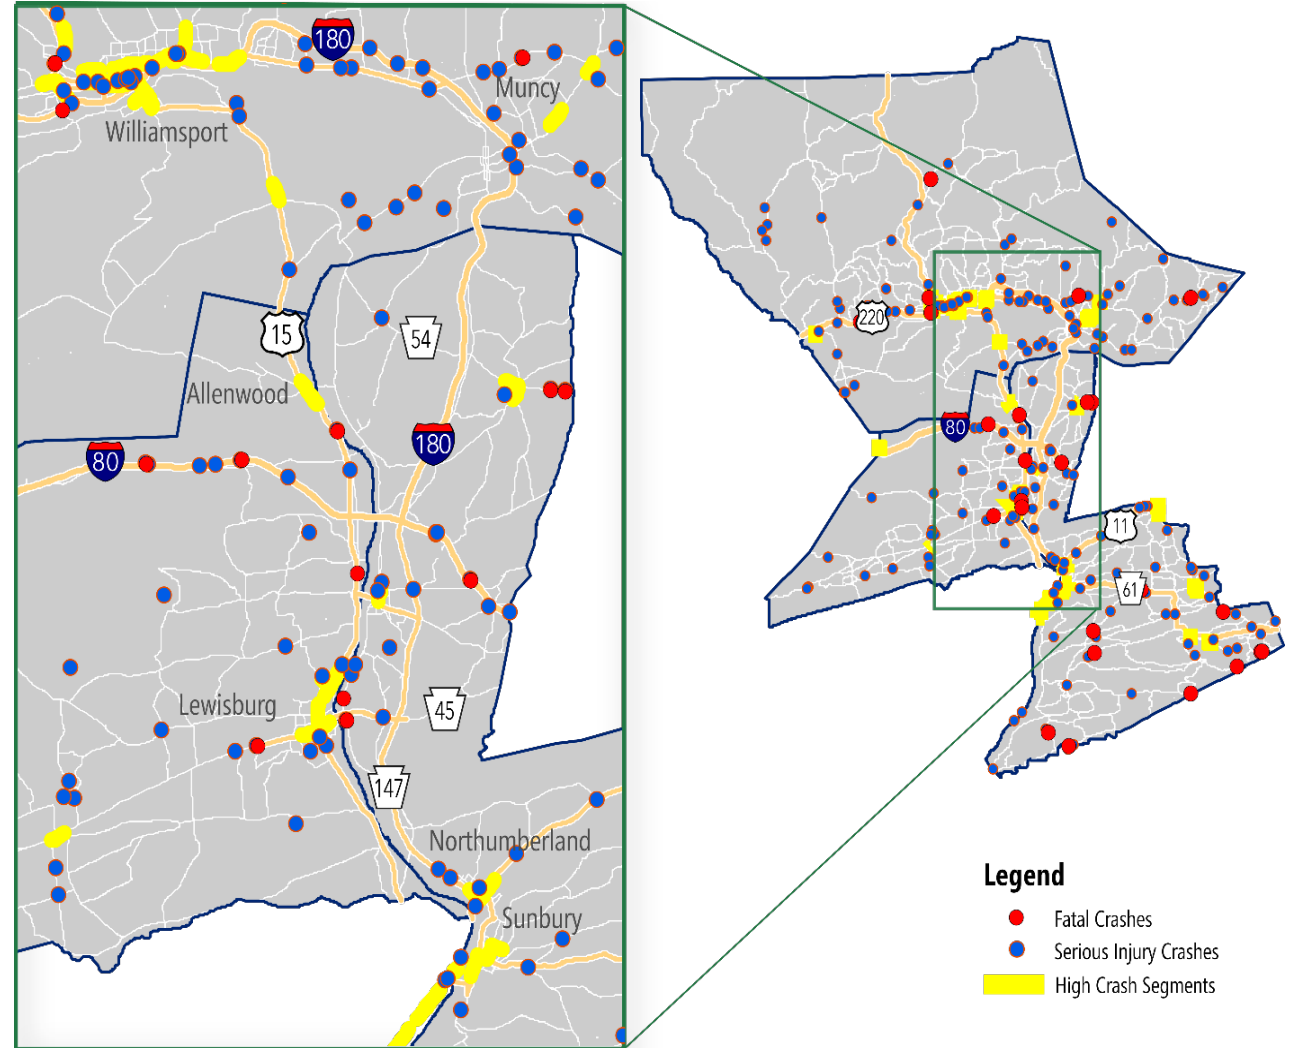 180
Muncy
Williamsport
15
54
Allenwood
180
80
Lewisburg
45
147
Northumberland
Sunbury
220
80
11
61
Legend
Fatal Crashes
Serious Injury Crashes
High Crash Segments